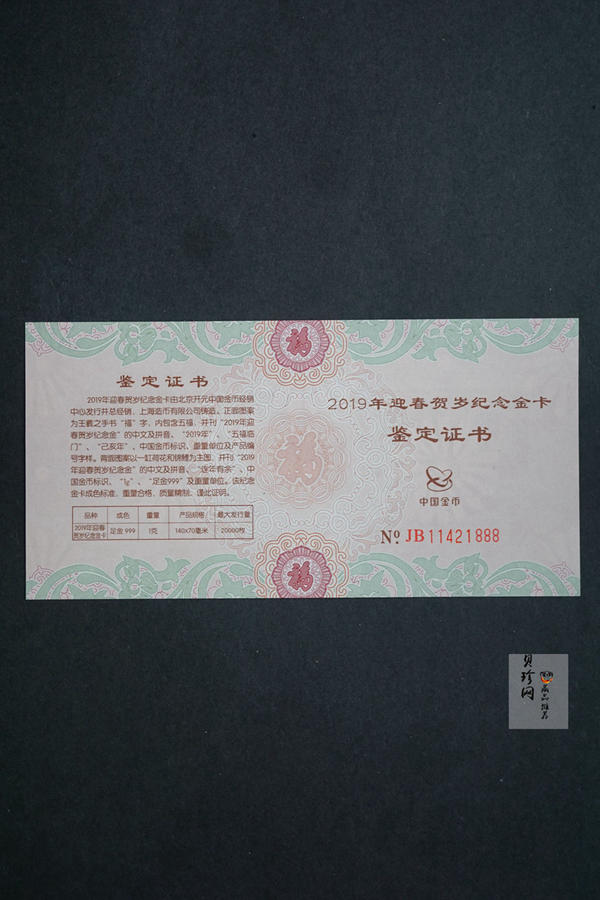 福
鉴定证书
2019年迎春贺岁纪念金卡由北京开元中国金币经销
中心发行并总经销，上海造币有限公司铸造。正面图案
为王羲之手书“福”字，内包含五福，并刊“2019年迎
春贺岁纪念金”的中文及拼音、“2019年”、“五福临
门”、“己亥年”、中国金币标识、重量单位及产品编
号字样。背面图案以一缸荷花和锦鲤为主图，并刊“2019
年迎春贺岁纪念金”的中文及拼音、“连年有余”、中
国金币标识、“1g”、“足金999”及重量单位。该纪念
金卡成色标准，重量合格，质量精制，谨此证明。
品种 成色 重量 产品规格 最大发行量
2019年迎春
贺岁纪念金卡 足金 999 1克 140x70毫米 20000枚
福
2019年迎春贺岁纪念金卡
鉴定证书
中国金币
№ JB11421888
福
贝珍网
藏品推荐